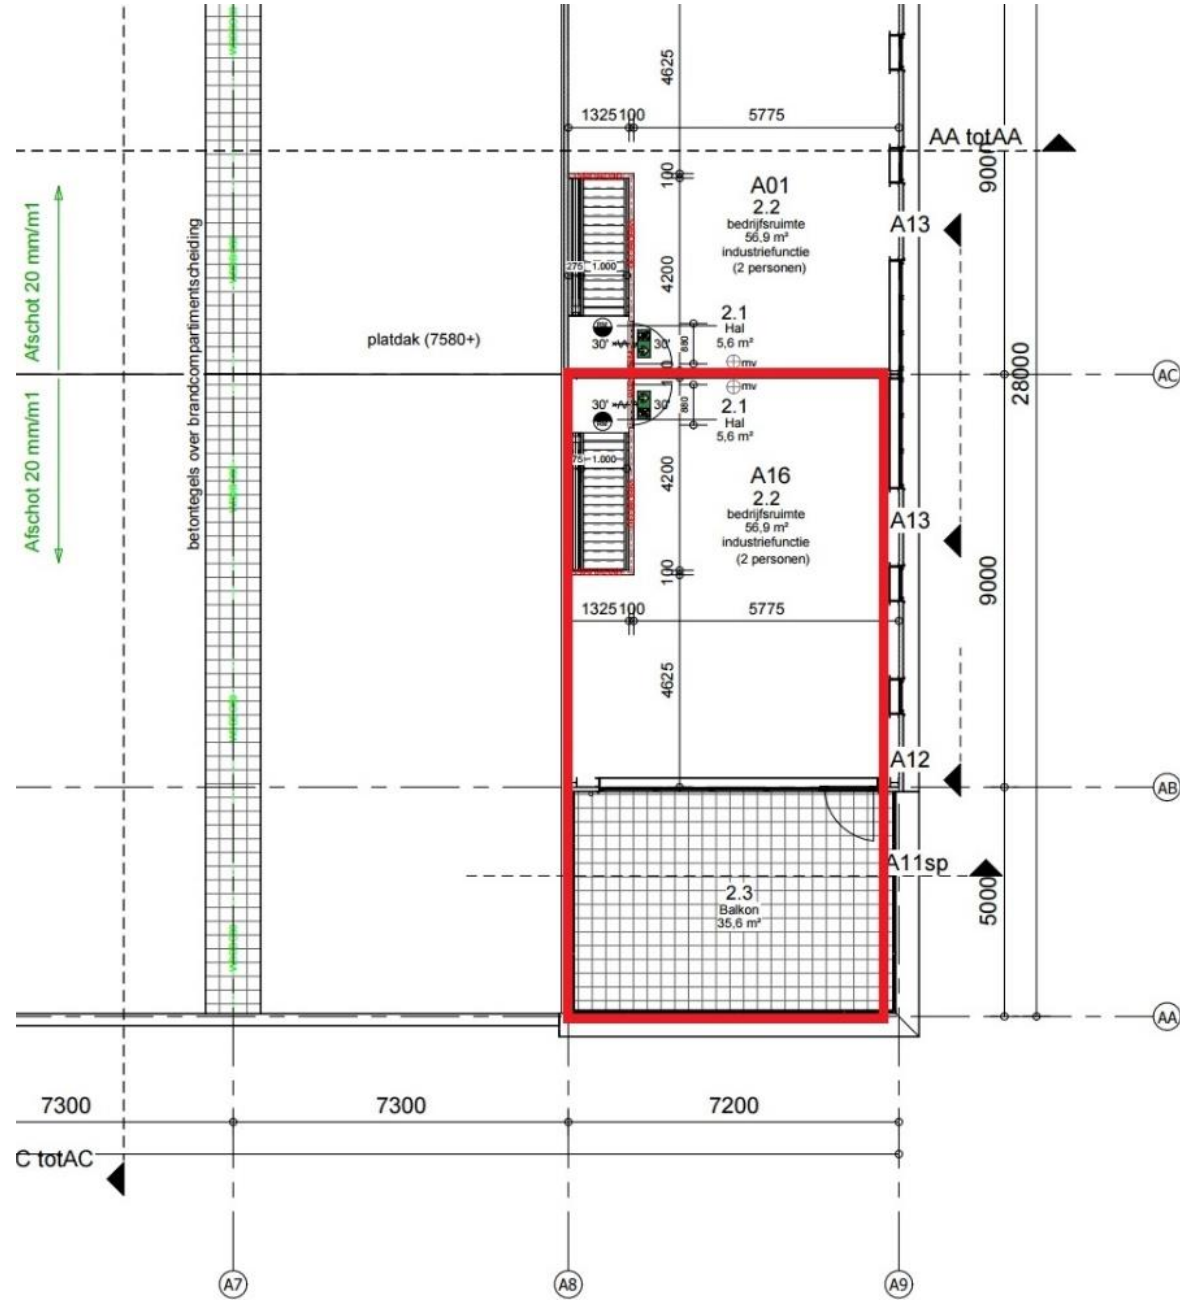 4625
1325 100
5775
AA totAA
9000
100
A01
2.2
bedrijfsruimte
56,9 m²
industriefunctie
(2 personen)
A13
Afschot 20 mm/m1
betontegels over brandcompartimentscheiding
275
1.000
4200
2.1
Hal
5,6 m²
platdak (7580+)
30'
30'
880
mv
28000
AC
mv
30'
30'
880
2.1
Hal
5,6 m²
Afschot 20 mm/m1
75
1.000
4200
A16
2.2
bedrijfsruimte
56,9 m²
industriefunctie
(2 personen)
A13
100
9000
1325 100
5775
4625
A12
AB
A11sp
2.3
Balkon
35,6 m²
5000
AA
7300
7300
7200
C totAC
A7
A8
A9